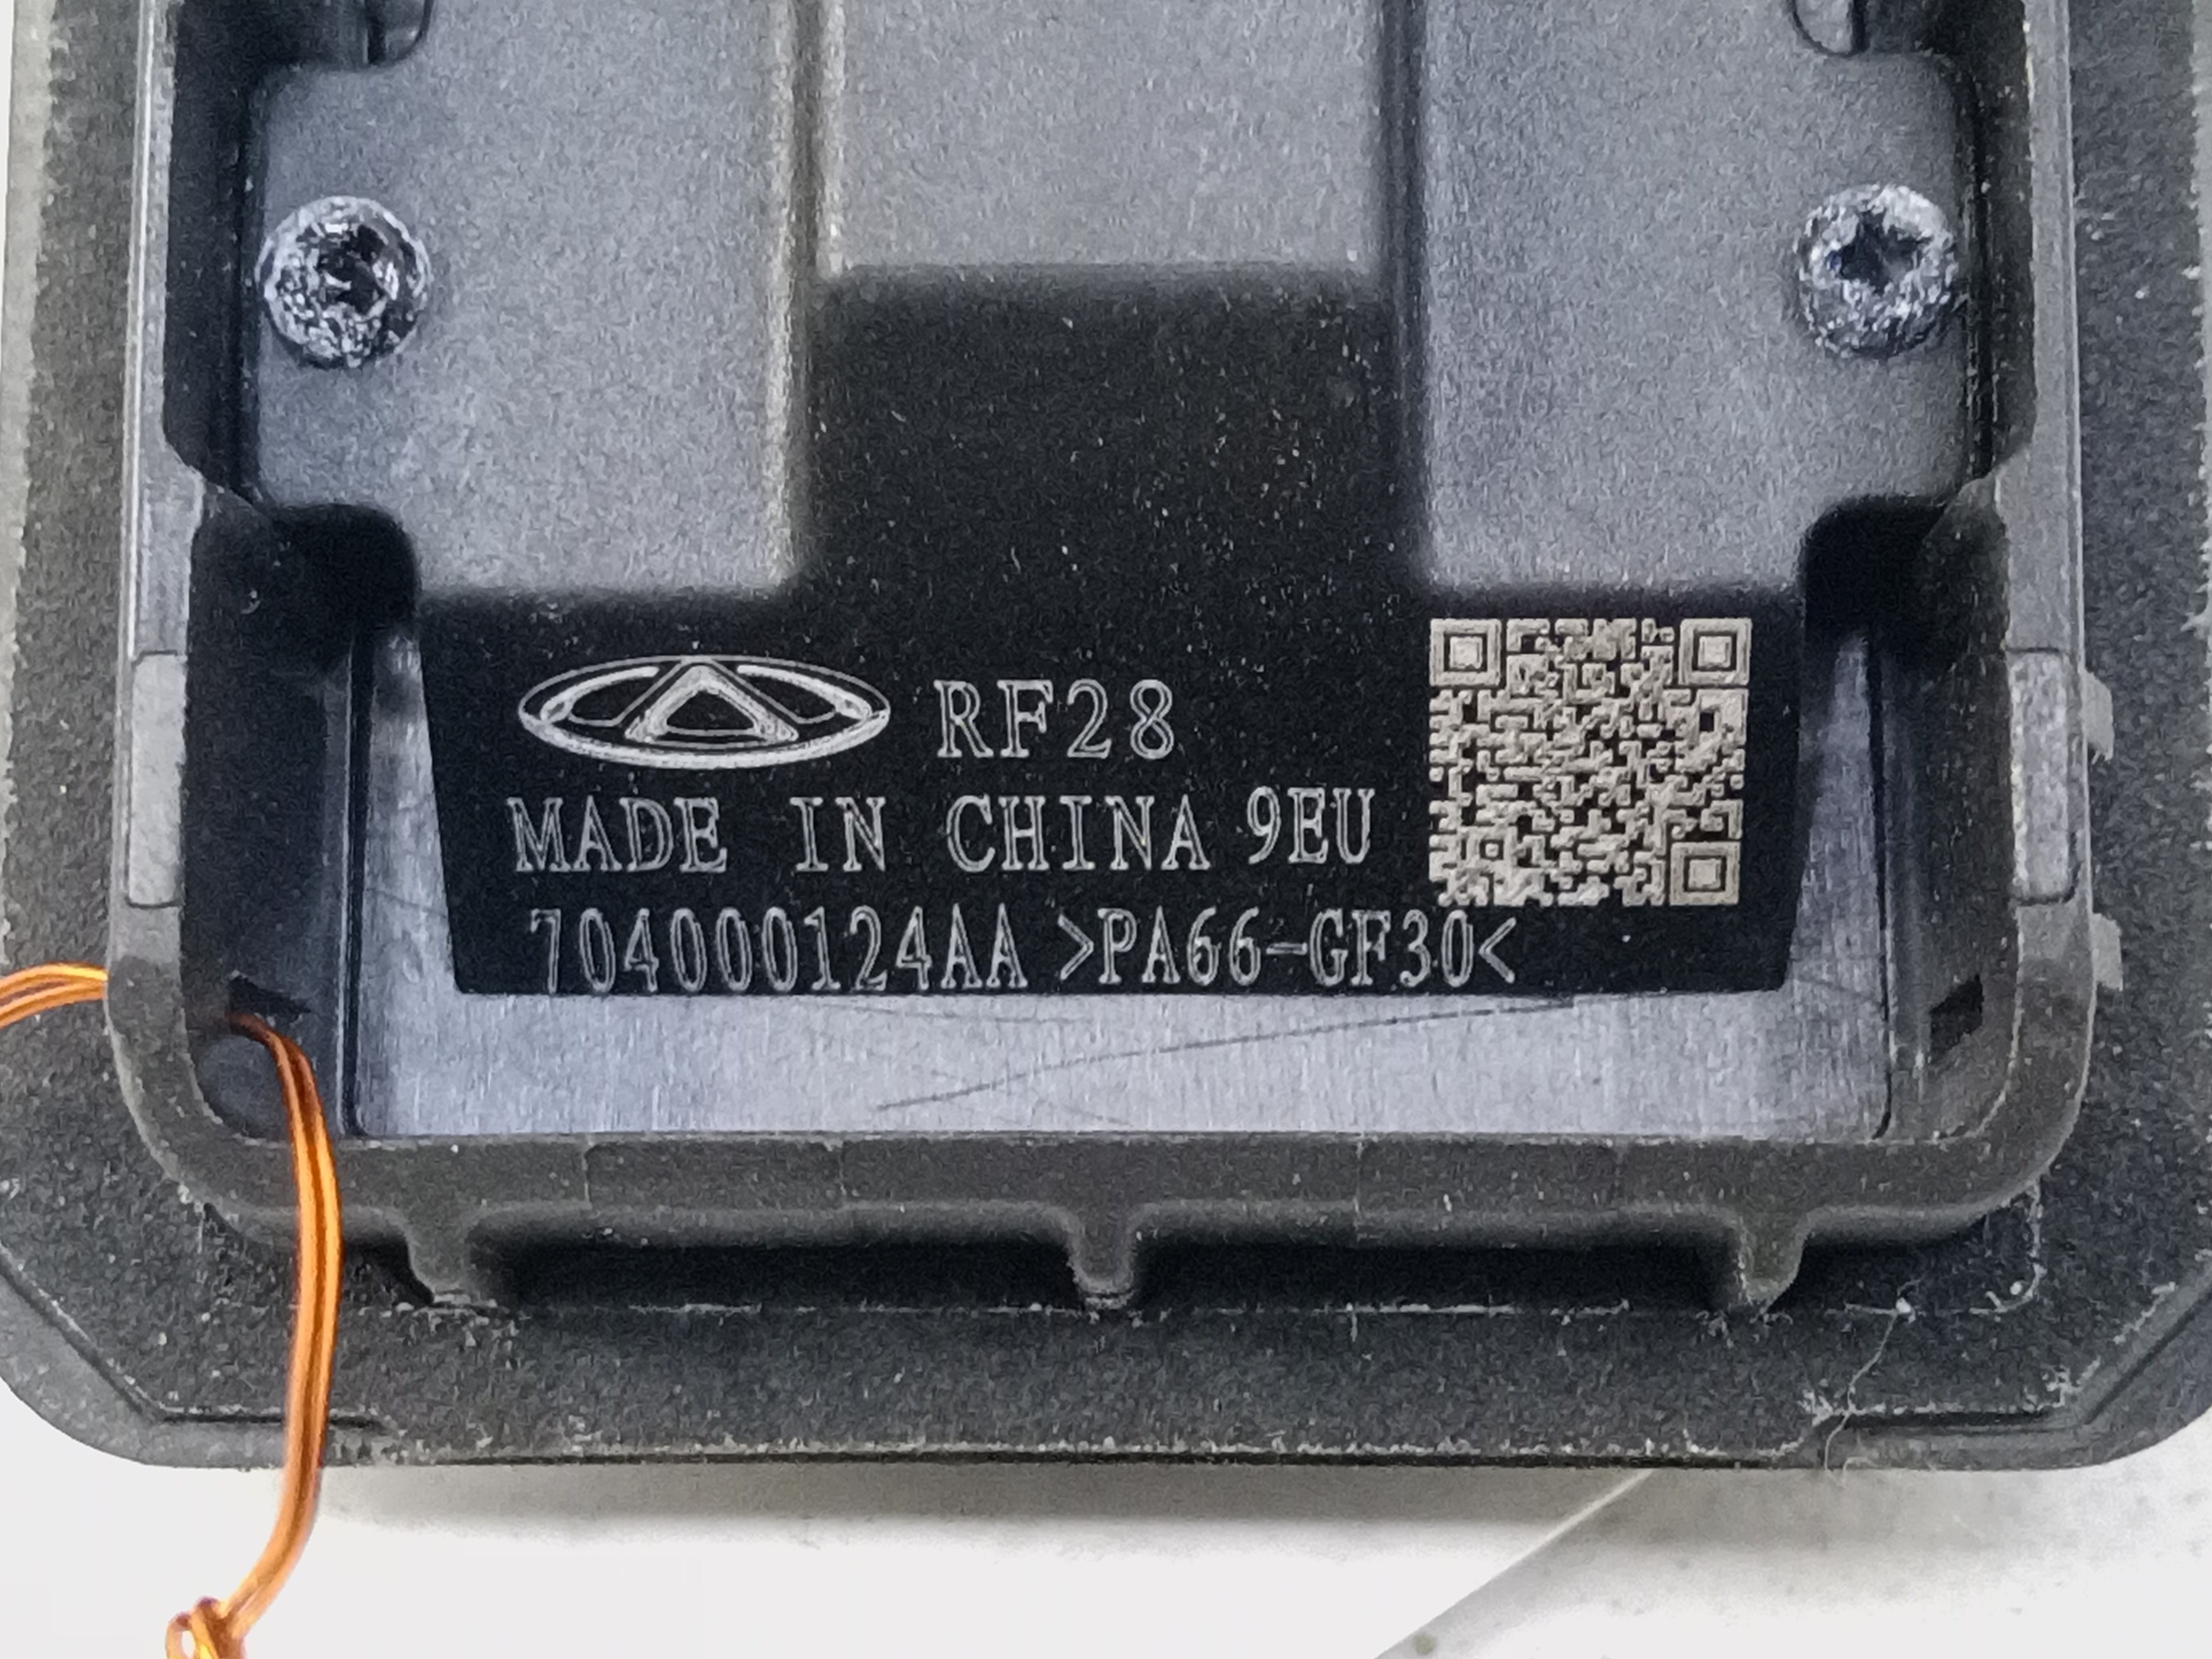 RF28
MADE IN CHINA 9EU
704000124AA >PA66-GF30<